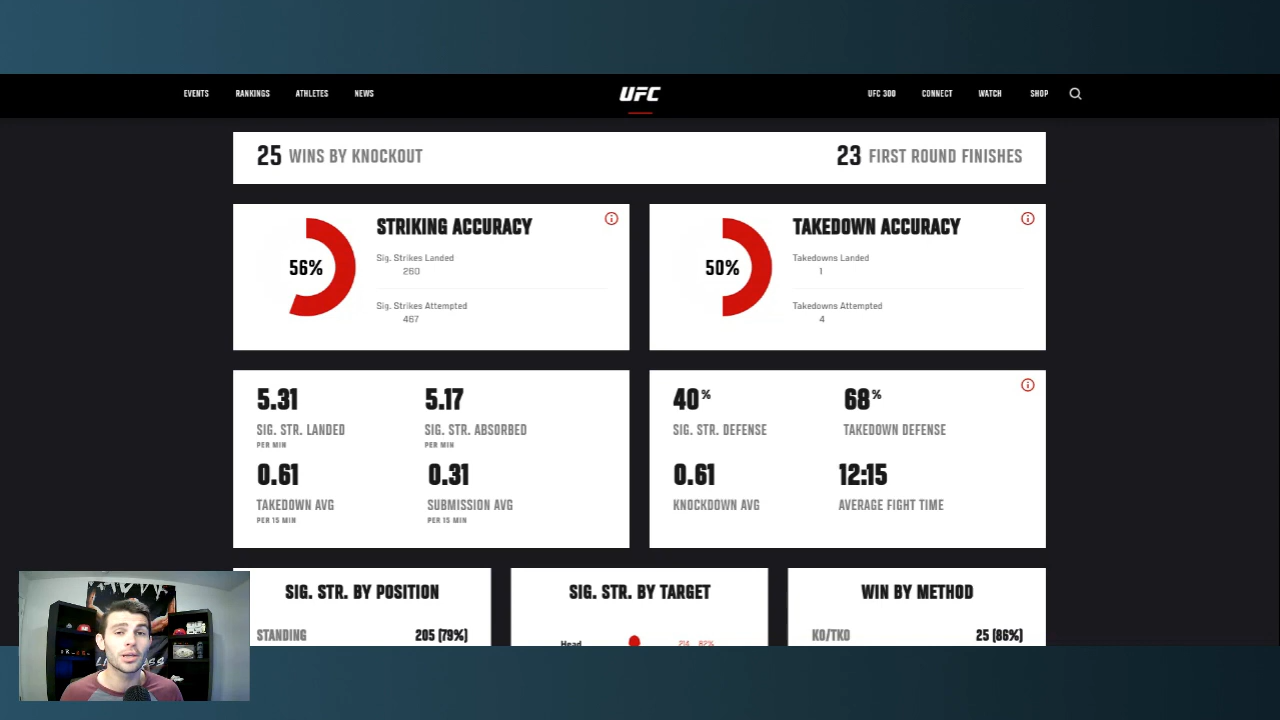 EVENTS RANKINGS ATHLETES NEWS UFC UFC 300 CONNECT WATCH SHOP
25 WINS BY KNOCKOUT
23 FIRST ROUND FINISHES
56%
STRIKING ACCURACY
Sig. Strikes Landed
260
Sig. Strikes Attempted
467
50%
TAKEDOWN ACCURACY
Takedowns Landed
1
Takedowns Attempted
4
5.31
SIG. STR. LANDED
PER MIN
5.17
SIG. STR. ABSORBED
PER MIN
0.61
TAKEDOWN AVG
PER 15 MIN
0.31
SUBMISSION AVG
PER 15 MIN
40%
SIG. STR. DEFENSE
68%
TAKEDOWN DEFENSE
0.61
KNOCKDOWN AVG
12:15
AVERAGE FIGHT TIME
SIG. STR. BY POSITION
STANDING 205 (79%)
SIG. STR. BY TARGET
Head 214 82%
WIN BY METHOD
KO/TKO 25 (86%)